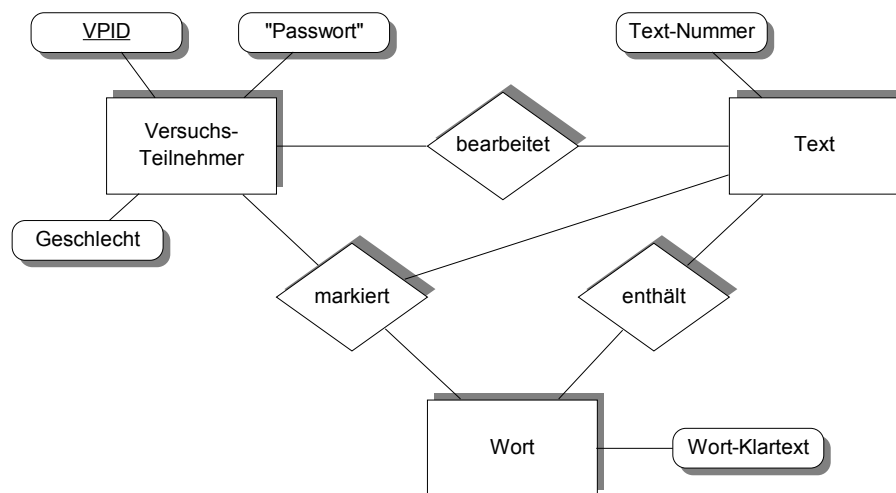 VPID
"Passwort"
Text-Nummer
Versuchs-
Teilnehmer
bearbeitet
Text
Geschlecht
markiert
enthält
Wort
Wort-Klartext